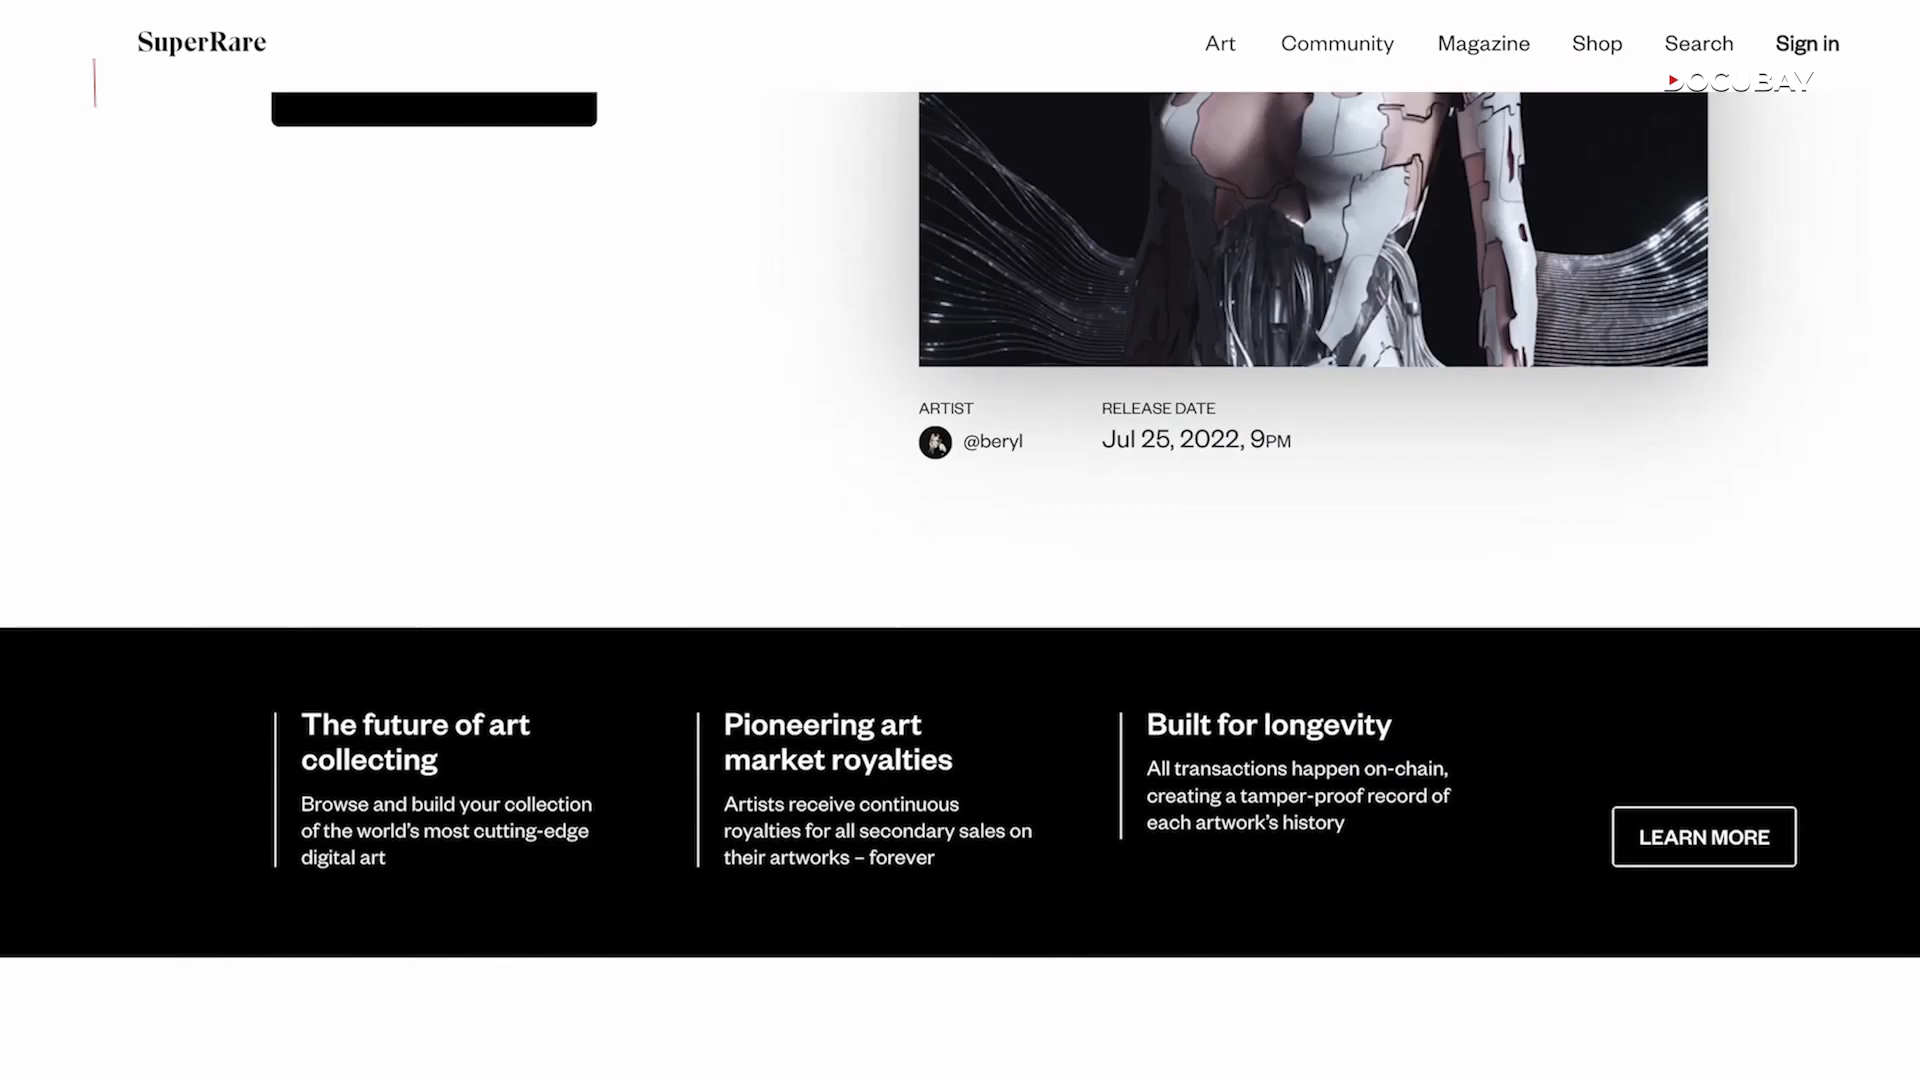 SuperRare
Art Community Magazine Shop Search Sign in
DOCUBAY
ARTIST
@beryl
RELEASE DATE
Jul 25, 2022, 9PM
The future of art
collecting
Browse and build your collection
of the world's most cutting-edge
digital art
Pioneering art
market royalties
Artists receive continuous
royalties for all secondary sales on
their artworks – forever
Built for longevity
All transactions happen on-chain,
creating a tamper-proof record of
each artwork's history
LEARN MORE